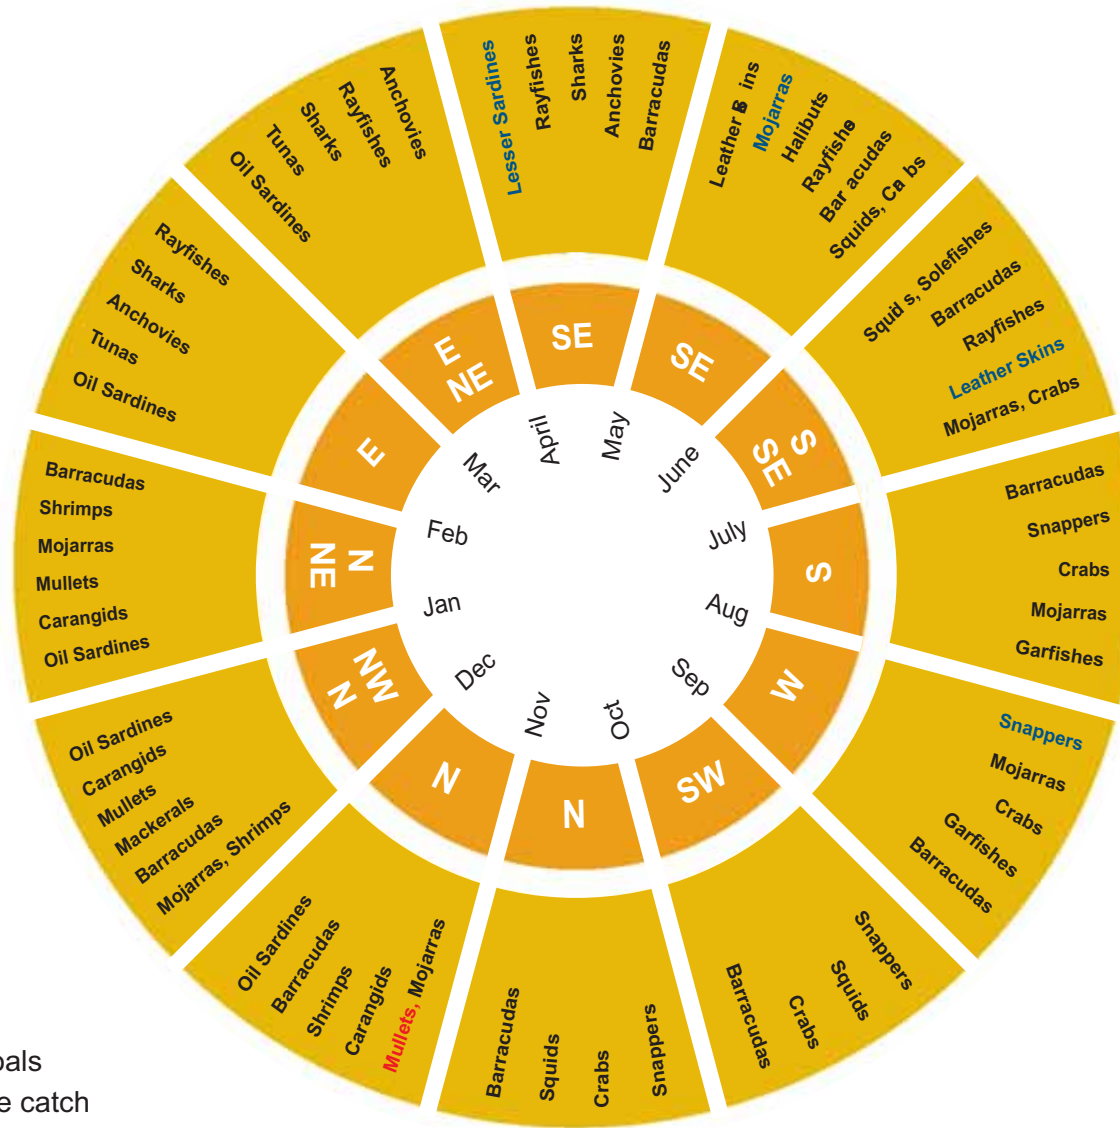 Lesser Sardines
Rayfishes
Sharks
Anchovies
Barracudas
Mojarras
Halibuts
Squids, Solefishes
Barracudas
Rayfishes
Leather Skins
Mojarras, Crabs
Barracudas
Snappers
Crabs
Mojarras
Garfishes
Snappers
Mojarras
Crabs
Garfishes
Barracudas
Snappers
Squids
Crabs
Barracudas
Snappers
Crabs
Squids
Barracudas
Mullets, Mojarras
Carangids
Shrimps
Barracudas
Oil Sardines
Mojarras, Shrimps
Barracudas
Mackerals
Mullets
Carangids
Oil Sardines
Oil Sardines
Carangids
Mullets
Mojarras
Shrimps
Barracudas
Oil Sardines
Tunas
Anchovies
Sharks
Rayfishes
Oil Sardines
Tunas
Sharks
Rayfishes
Anchovies
SE
SE
S
SE
S
W
SW
N
N
NW
N
N
NE
E
E
NE
April
May
June
July
Aug
Sep
Oct
Nov
Dec
Jan
Feb
Mar
e catch